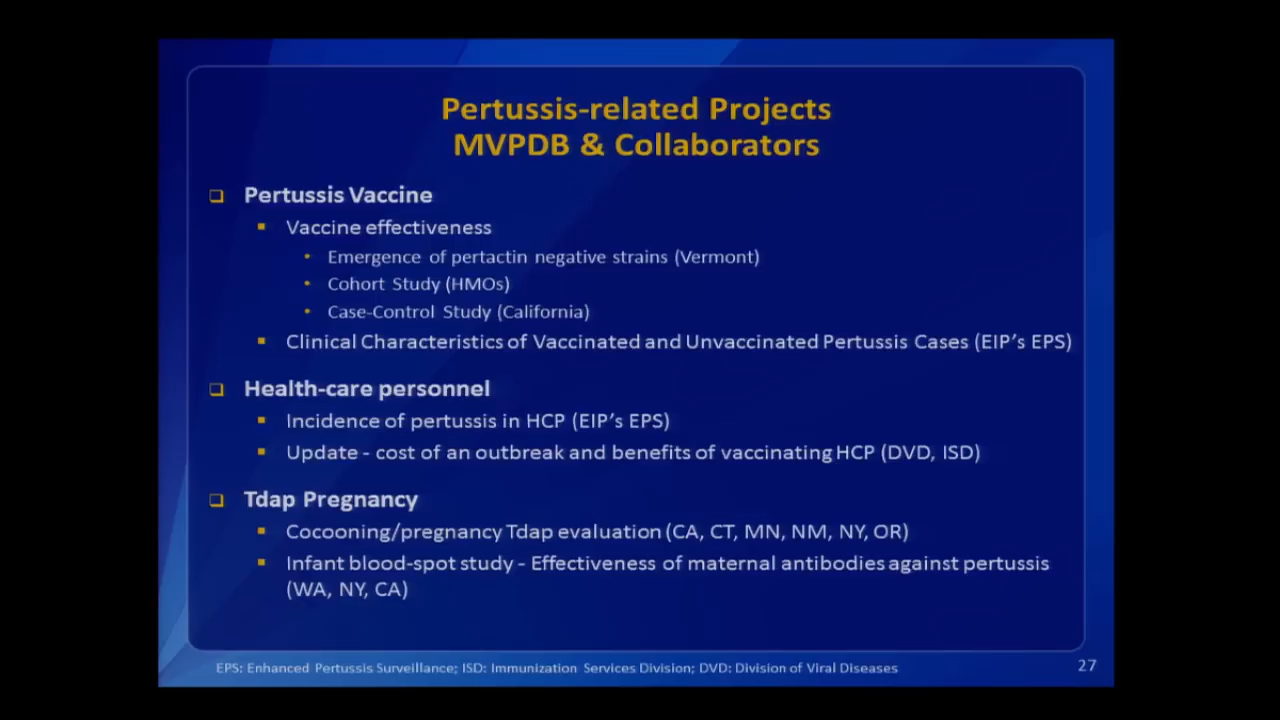 Pertussis-related Projects
MVPDB & Collaborators
Pertussis Vaccine
Vaccine effectiveness
Emergence of pertactin negative strains (Vermont)
Cohort Study (HMOs)
Case-Control Study (California)
Clinical Characteristics of Vaccinated and Unvaccinated Pertussis Cases (EIP's EPS)
Health-care personnel
Incidence of pertussis in HCP (EIP's EPS)
Update - cost of an outbreak and benefits of vaccinating HCP (DVD, ISD)
Tdap Pregnancy
Cocooning/pregnancy Tdap evaluation (CA, CT, MN, NM, NY, OR)
Infant blood-spot study - Effectiveness of maternal antibodies against pertussis
(WA, NY, CA)
EPS: Enhanced Pertussis Surveillance; ISD: Immunization Services Division; DVD: Division of Viral Diseases
27